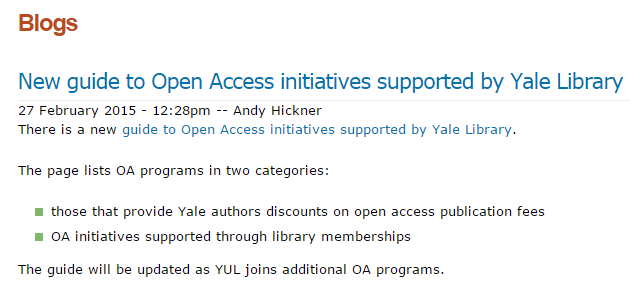 Blogs
New guide to Open Access initiatives supported by Yale Library
27 February 2015 - 12:28pm -- Andy Hickner
There is a new guide to Open Access initiatives supported by Yale Library.
The page lists OA programs in two categories:
those that provide Yale authors discounts on open access publication fees
OA initiatives supported through library memberships
The guide will be updated as YUL joins additional OA programs.